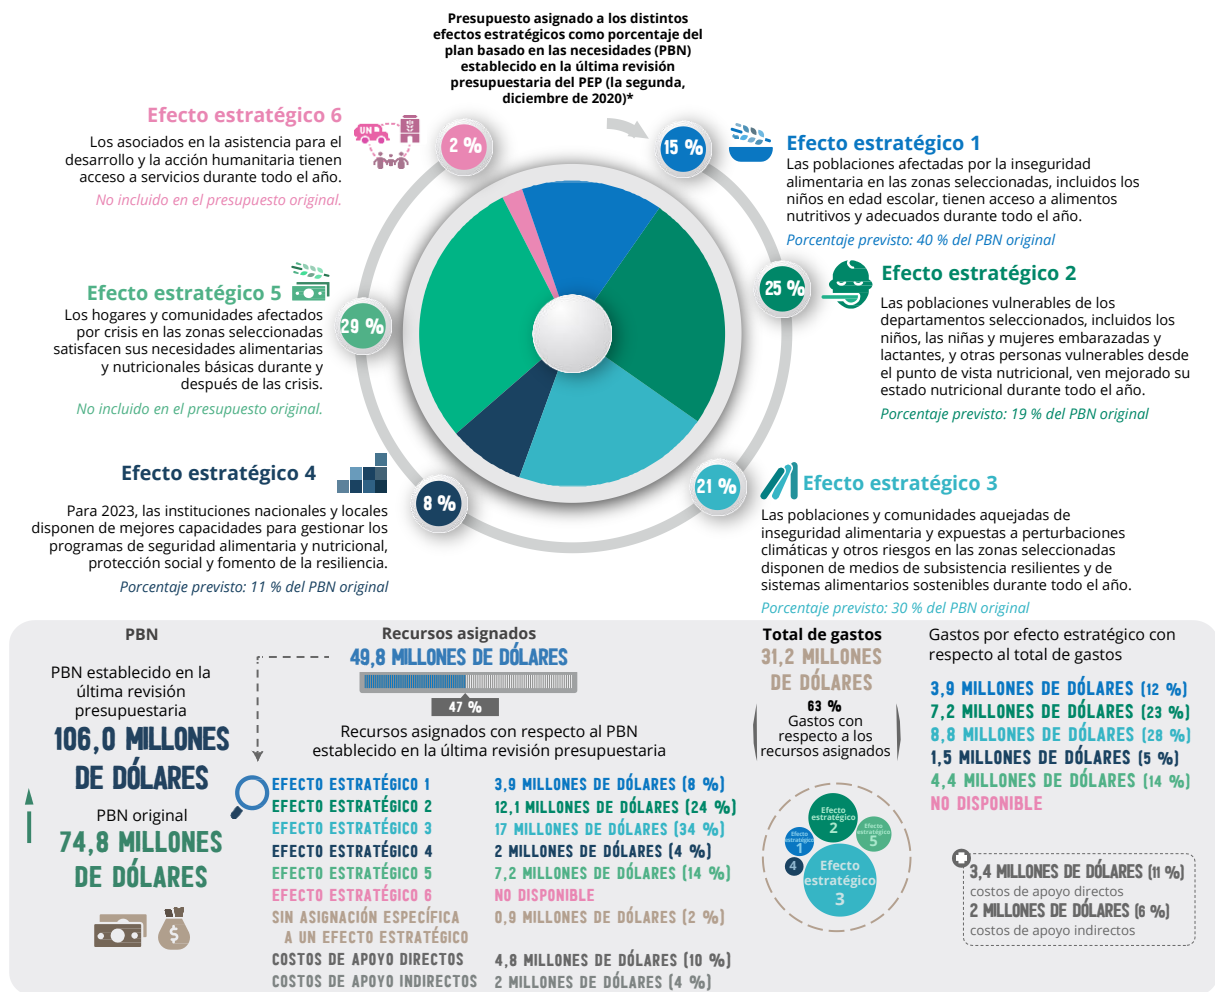 Presupuesto asignado a los distintos
efectos estratégicos como porcentaje del
plan basado en las necesidades (PBN)
establecido en la última revisión
presupuestaria del PEP (la segunda,
diciembre de 2020)*
Efecto estratégico 6
Los asociados en la asistencia para el
desarrollo y la acción humanitaria tienen
acceso a servicios durante todo el año.
No incluido en el presupuesto original.
UN
2 %
15 %
Efecto estratégico 1
Las poblaciones afectadas por la inseguridad
alimentaria en las zonas seleccionadas, incluidos los
niños en edad escolar, tienen acceso a alimentos
nutritivos y adecuados durante todo el año.
Porcentaje previsto: 40 % del PBN original
25 %
Efecto estratégico 2
Las poblaciones vulnerables de los
departamentos seleccionados, incluidos los
niños, las niñas y mujeres embarazadas y
lactantes, y otras personas vulnerables desde
el punto de vista nutricional, ven mejorado su
estado nutricional durante todo el año.
Porcentaje previsto: 19 % del PBN original
Efecto estratégico 5
Los hogares y comunidades afectados
por crisis en las zonas seleccionadas
satisfacen sus necesidades alimentarias
y nutricionales básicas durante y
después de las crisis.
No incluido en el presupuesto original.
29 %
Efecto estratégico 4
Para 2023, las instituciones nacionales y locales
disponen de mejores capacidades para gestionar los
programas de seguridad alimentaria y nutricional,
protección social y fomento de la resiliencia.
Porcentaje previsto: 11 % del PBN original
8 %
21 %
Efecto estratégico 3
Las poblaciones y comunidades aquejadas de
inseguridad alimentaria y expuestas a perturbaciones
climáticas y otros riesgos en las zonas seleccionadas
disponen de medios de subsistencia resilientes y de
sistemas alimentarios sostenibles durante todo el año.
Porcentaje previsto: 30 % del PBN original
PBN
PBN establecido en la
última revisión
presupuestaria
106,0 MILLONES
DE DÓLARES
PBN original
74,8 MILLONES
DE DÓLARES
$
Recursos asignados
49,8 MILLONES DE DÓLARES
47 %
Recursos asignados con respecto al PBN
establecido en la última revisión presupuestaria
EFECTO ESTRATÉGICO 1 3,9 MILLONES DE DÓLARES (8 %)
EFECTO ESTRATÉGICO 2 12,1 MILLONES DE DÓLARES (24 %)
EFECTO ESTRATÉGICO 3 17 MILLONES DE DÓLARES (34 %)
EFECTO ESTRATÉGICO 4 2 MILLONES DE DÓLARES (4 %)
EFECTO ESTRATÉGICO 5 7,2 MILLONES DE DÓLARES (14 %)
EFECTO ESTRATÉGICO 6 NO DISPONIBLE
SIN ASIGNACIÓN ESPECÍFICA 0,9 MILLONES DE DÓLARES (2 %)
A UN EFECTO ESTRATÉGICO
COSTOS DE APOYO DIRECTOS 4,8 MILLONES DE DÓLARES (10 %)
COSTOS DE APOYO INDIRECTOS 2 MILLONES DE DÓLARES (4 %)
Total de gastos
31,2 MILLONES
DE DÓLARES
63 %
Gastos con
respecto a los
recursos asignados
Efecto
estratégico
2
Efecto
estratégico
1
Efecto
estratégico
5
4
Efecto
estratégico
3
Gastos por efecto estratégico con
respecto al total de gastos
3,9 MILLONES DE DÓLARES (12 %)
7,2 MILLONES DE DÓLARES (23 %)
8,8 MILLONES DE DÓLARES (28 %)
1,5 MILLONES DE DÓLARES (5 %)
4,4 MILLONES DE DÓLARES (14 %)
NO DISPONIBLE
3,4 MILLONES DE DÓLARES (11 %)
costos de apoyo directos
2 MILLONES DE DÓLARES (6 %)
costos de apoyo indirectos